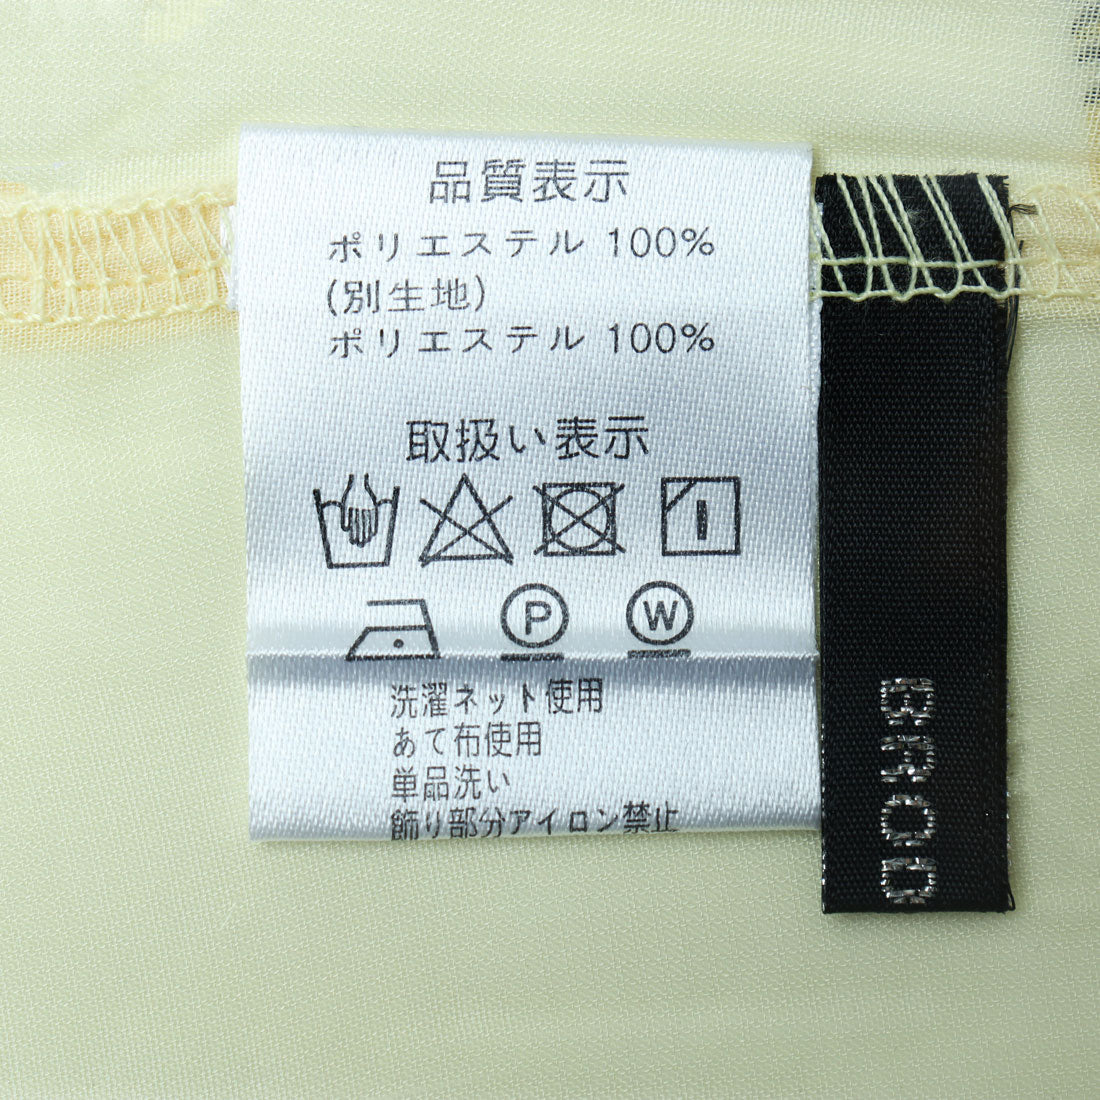 品質表示
ポリエステル 100%
(別生地)
ポリエステル 100%
取扱い表示
P W
洗濯ネット使用
あて布使用
単品洗い
飾り部分アイロン禁止
BROO